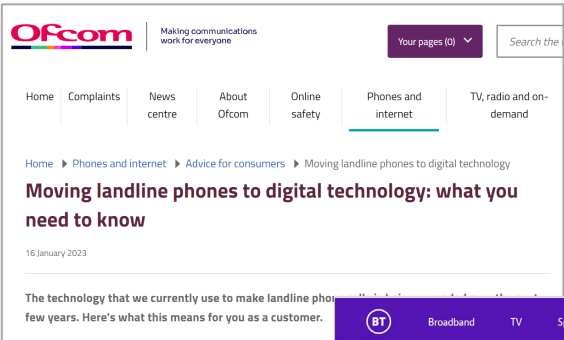 Ofcom
Making communications
work for everyone
Your pages (0)
Search the
Home Complaints News centre About Ofcom Online safety Phones and internet TV, radio and on-demand
Home Phones and internet Advice for consumers Moving landline phones to digital technology
Moving landline phones to digital technology: what you
need to know
16 January 2023
The technology that we currently use to make landline
few years. Here's what this means for you as a customer.
BT Broadband TV